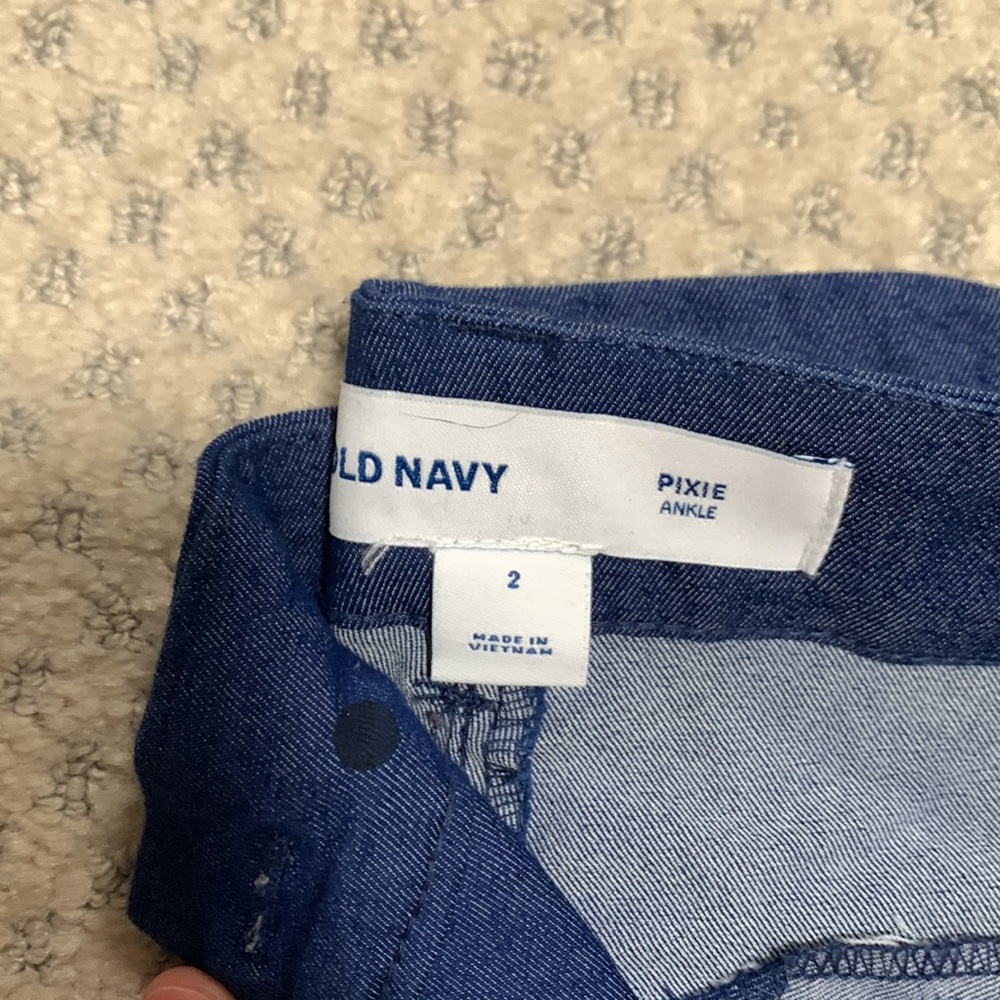 OLD NAVY
PIXIE
ANKLE
2
MADE IN
VIETNAM